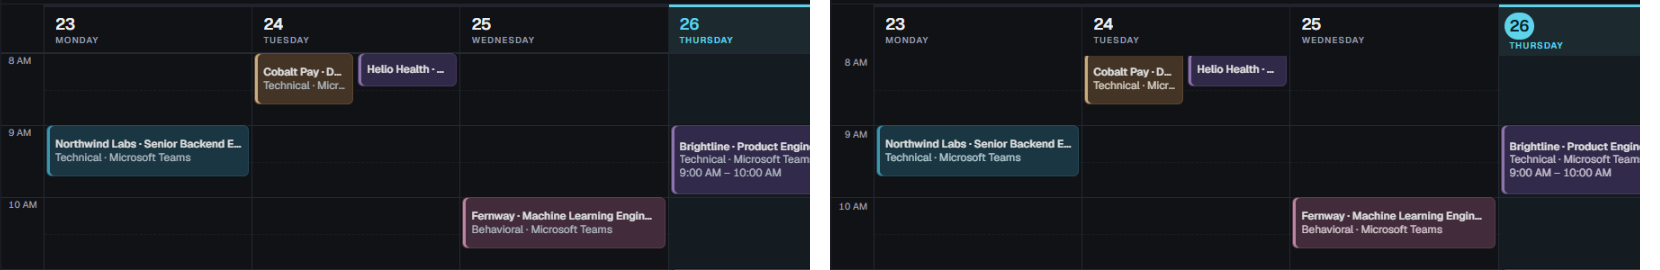 23
MONDAY
24
TUESDAY
25
WEDNESDAY
26
THURSDAY
8 AM
Cobalt Pay · D...
Technical · Micr...
Helio Health · ...
9 AM
Northwind Labs · Senior Backend E...
Technical · Microsoft Teams
Brightline · Product Engin
Technical · Microsoft Team
9:00 AM – 10:00 AM
10 AM
Fernway · Machine Learning Engin...
Behavioral · Microsoft Teams
23
MONDAY
24
TUESDAY
25
WEDNESDAY
26
THURSDAY
8 AM
Cobalt Pay · D...
Technical · Micr...
Helio Health · ...
9 AM
Northwind Labs · Senior Backend E...
Technical · Microsoft Teams
Brightline · Product Engin
Technical · Microsoft Team
9:00 AM – 10:00 AM
10 AM
Fernway · Machine Learning Engin...
Behavioral · Microsoft Teams